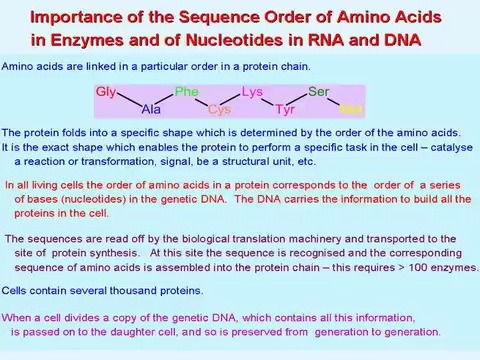 Importance of the Sequence Order of Amino Acids
in Enzymes and of Nucleotides in RNA and DNA
Amino acids are linked in a particular order in a protein chain.
Gly Phe Lys Ser
Ala Cys Tyr Met
The protein folds into a specific shape which is determined by the order of the amino acids.
It is the exact shape which enables the protein to perform a specific task in the cell – catalyse
a reaction or transformation, signal, be a structural unit, etc.
In all living cells the order of amino acids in a protein corresponds to the order of a series
of bases (nucleotides) in the genetic DNA. The DNA carries the information to build all the
proteins in the cell.
The sequences are read off by the biological translation machinery and transported to the
site of protein synthesis. At this site the sequence is recognised and the corresponding
sequence of amino acids is assembled into the protein chain – this requires > 100 enzymes.
Cells contain several thousand proteins.
When a cell divides a copy of the genetic DNA, which contains all this information,
is passed on to the daughter cell, and so is preserved from generation to generation.